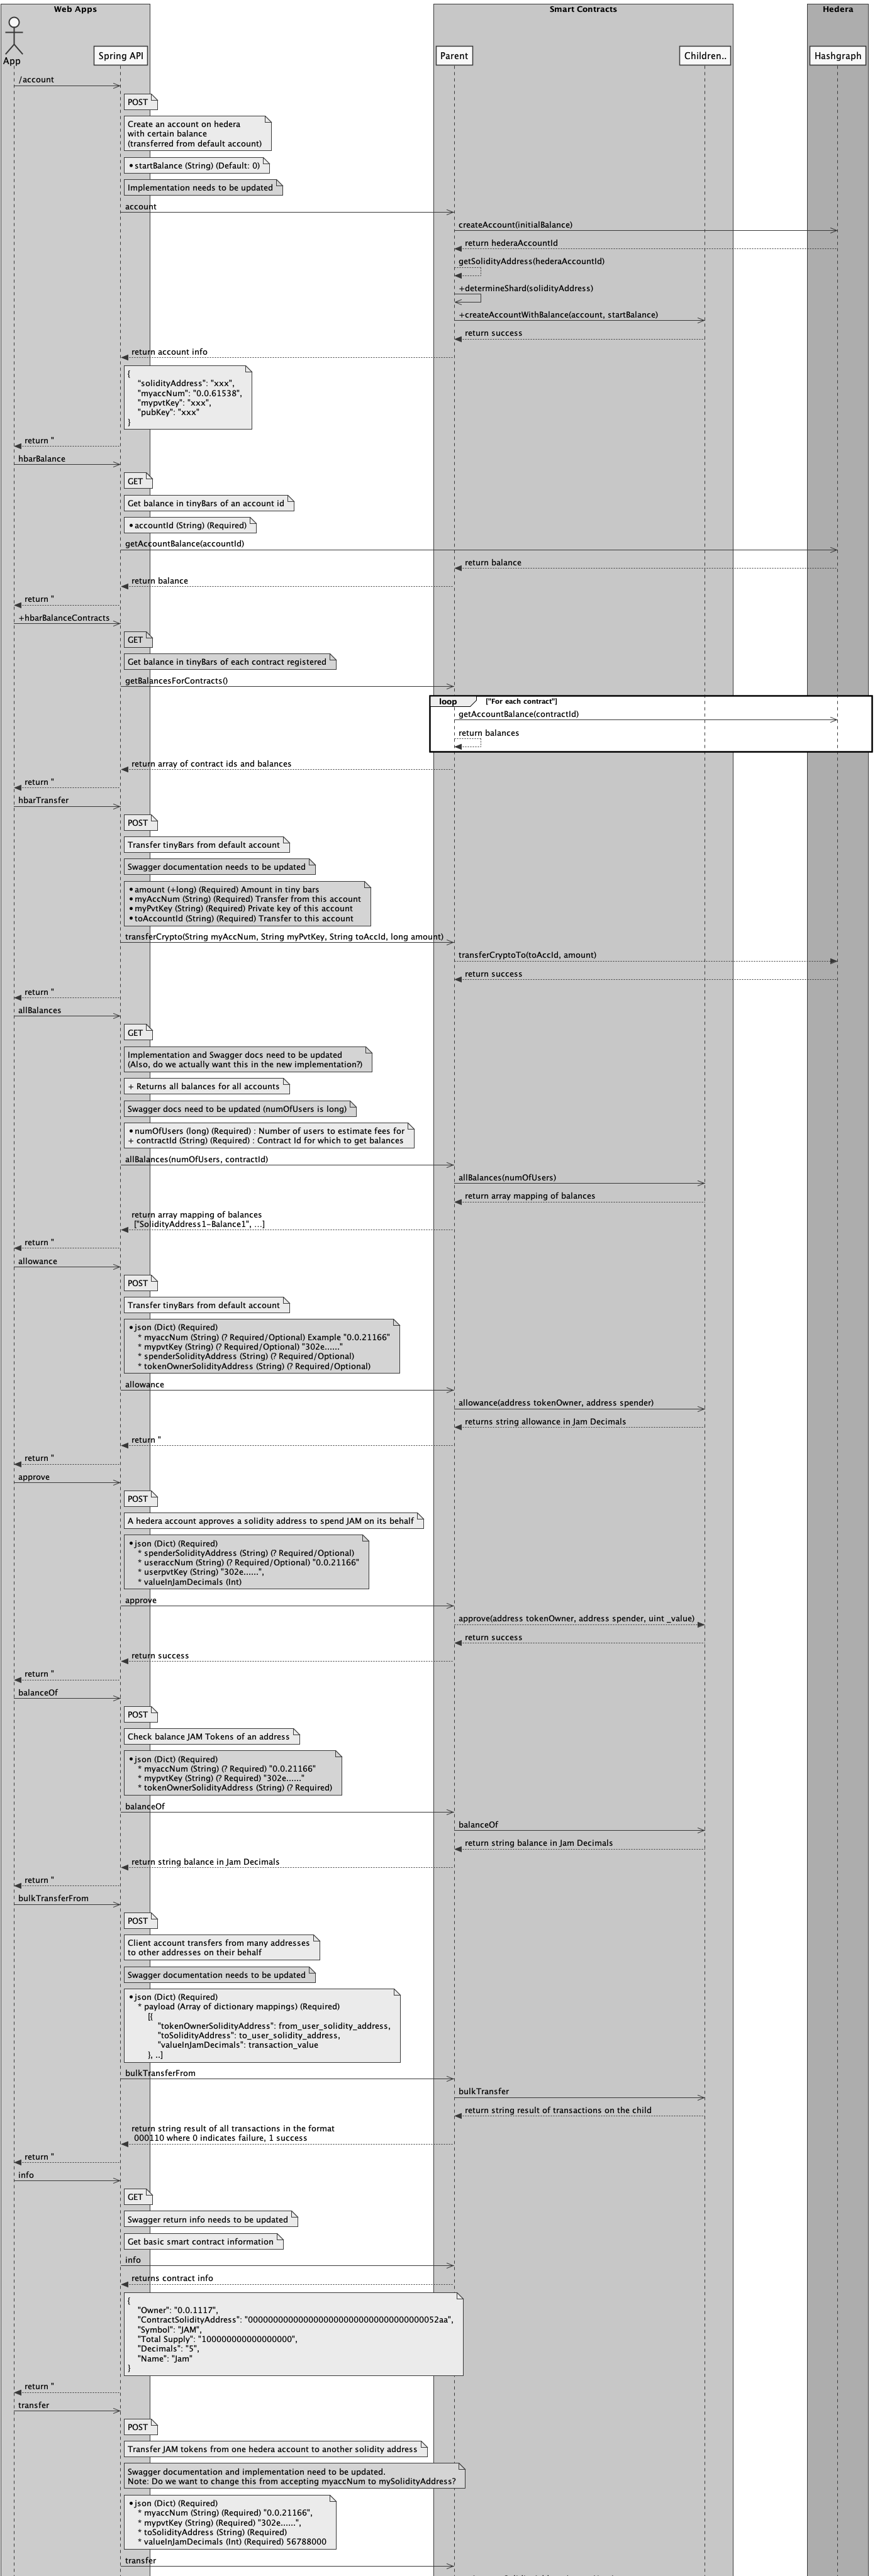 Web Apps
Smart Contracts
Hedera
App
Spring API
Parent
Children..
Hashgraph
/account
POST
Create an account on hedera
with certain balance
(transferred from default account)
• startBalance (String) (Default: 0)
Implementation needs to be updated
account
createAccount(initialBalance)
return hederaAccountId
getSolidityAddress(hederaAccountId)
+determineShard(solidityAddress)
+createAccountWithBalance(account, startBalance)
return success
return account info
{
"solidityAddress": "xxx",
"myaccNum": "0.0.61538",
"mypvtKey": "xxx",
"pubKey": "xxx"
}
return "
hbarBalance
GET
Get balance in tinyBars of an account id
• accountId (String) (Required)
getAccountBalance(accountId)
return balance
return balance
return "
+hbarBalanceContracts
GET
Get balance in tinyBars of each contract registered
getBalancesForContracts()
loop
["For each contract"]
getAccountBalance(contractId)
return balances
return array of contract ids and balances
return "
hbarTransfer
POST
Transfer tinyBars from default account
Swagger documentation needs to be updated
• amount (+long) (Required) Amount in tiny bars
• myAccNum (String) (Required) Transfer from this account
• myPvtKey (String) (Required) Private key of this account
• toAccountId (String) (Required) Transfer to this account
transferCrypto(String myAccNum, String myPvtKey, String toAccId, long amount)
transferCryptoTo(toAccId, amount)
return success
return "
allBalances
GET
Implementation and Swagger docs need to be updated
(Also, do we actually want this in the new implementation?)
+ Returns all balances for all accounts
Swagger docs need to be updated (numOfUsers is long)
• numOfUsers (long) (Required) : Number of users to estimate fees for
+ contractId (String) (Required) : Contract Id for which to get balances
allBalances(numOfUsers, contractId)
allBalances(numOfUsers)
return array mapping of balances
return array mapping of balances
["SolidityAddress1-Balance1", ...]
return "
allowance
POST
Transfer tinyBars from default account
• json (Dict) (Required)
* myaccNum (String) (? Required/Optional) Example "0.0.21166"
* mypvtKey (String) (? Required/Optional) "302e......"
* spenderSolidityAddress (String) (? Required/Optional)
* tokenOwnerSolidityAddress (String) (? Required/Optional)
allowance
allowance(address tokenOwner, address spender)
returns string allowance in Jam Decimals
return "
return "
approve
POST
A hedera account approves a solidity address to spend JAM on its behalf
• json (Dict) (Required)
* spenderSolidityAddress (String) (? Required/Optional)
* useraccNum (String) (? Required/Optional) "0.0.21166"
* userpvtKey (String) "302e......",
* valueInJamDecimals (Int)
approve
approve(address tokenOwner, address spender, uint _value)
return success
return success
return "
balanceOf
POST
Check balance JAM Tokens of an address
• json (Dict) (Required)
* myaccNum (String) (? Required) "0.0.21166"
* mypvtKey (String) (? Required) "302e......"
* tokenOwnerSolidityAddress (String) (? Required)
balanceOf
balanceOf
return string balance in Jam Decimals
return string balance in Jam Decimals
return "
bulkTransferFrom
POST
Client account transfers from many addresses
to other addresses on their behalf
Swagger documentation needs to be updated
• json (Dict) (Required)
* payload (Array of dictionary mappings) (Required)
[{
"tokenOwnerSolidityAddress": from_user_solidity_address,
"toSolidityAddress": to_user_solidity_address,
"valueInJamDecimals": transaction_value
}, ..]
bulkTransferFrom
bulkTransfer
return string result of transactions on the child
return string result of all transactions in the format
000110 where 0 indicates failure, 1 success
return "
info
GET
Swagger return info needs to be updated
Get basic smart contract information
info
returns contract info
{
"Owner": "0.0.1117",
"ContractSolidityAddress": "00000000000000000000000000000000000052aa",
"Symbol": "JAM",
"Total Supply": "100000000000000000",
"Decimals": "5",
"Name": "Jam"
}
return "
transfer
POST
Transfer JAM tokens from one hedera account to another solidity address
Swagger documentation and implementation need to be updated.
Note: Do we want to change this from accepting myaccNum to mySolidityAddress?
• json (Dict) (Required)
* myaccNum (String) (Required) "0.0.21166",
* mypvtKey (String) (Required) "302e......",
* toSolidityAddress (String) (Required)
* valueInJamDecimals (Int) (Required) 56788000
transfer